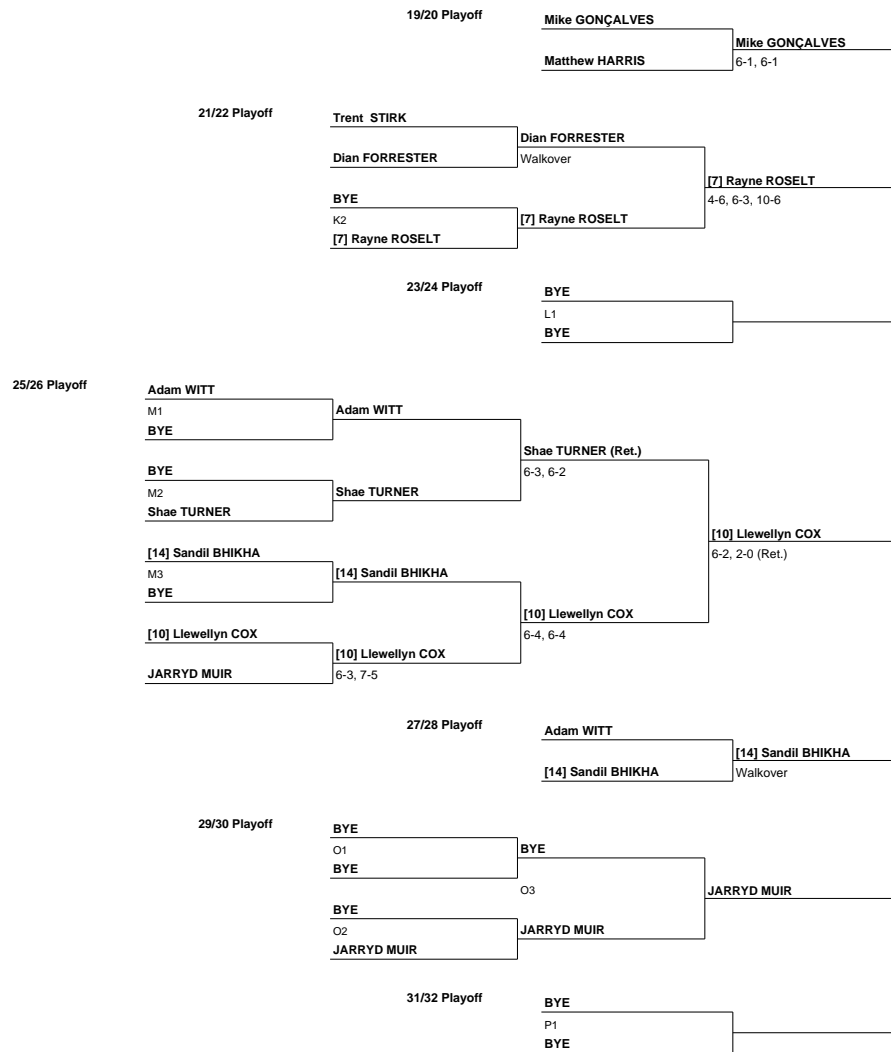 19/20 Playoff
Mike GONÇALVES
Mike GONÇALVES
Matthew HARRIS
6-1, 6-1
21/22 Playoff
Trent STIRK
Dian FORRESTER
Dian FORRESTER
Walkover
[7] Rayne ROSELT
BYE
4-6, 6-3, 10-6
K2
[7] Rayne ROSELT
[7] Rayne ROSELT
23/24 Playoff
BYE
L1
BYE
25/26 Playoff
Adam WITT
M1
Adam WITT
BYE
Shae TURNER (Ret.)
BYE
6-3, 6-2
M2
Shae TURNER
Shae TURNER
[10] Llewellyn COX
[14] Sandil BHIKHA
6-2, 2-0 (Ret.)
M3
[14] Sandil BHIKHA
BYE
[10] Llewellyn COX
[10] Llewellyn COX
6-4, 6-4
[10] Llewellyn COX
JARRYD MUIR
6-3, 7-5
27/28 Playoff
Adam WITT
[14] Sandil BHIKHA
[14] Sandil BHIKHA
Walkover
29/30 Playoff
BYE
O1
BYE
BYE
O3
JARRYD MUIR
BYE
O2
JARRYD MUIR
JARRYD MUIR
31/32 Playoff
BYE
P1
BYE